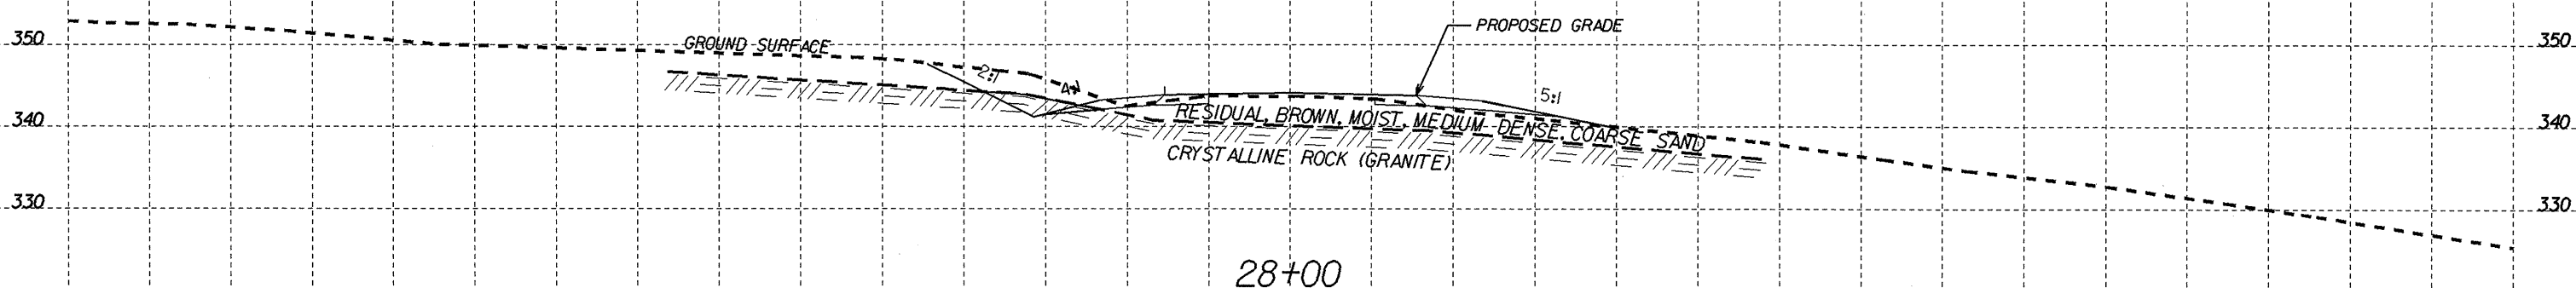 PROPOSED GRADE
350 GROUND SURFACE 350
2:1
4:1
5:1
340 RESIDUAL, BROWN, MOIST, MEDIUM DENSE, COARSE SAND 340
CRYSTALLINE ROCK (GRANITE)
330 330
28+00